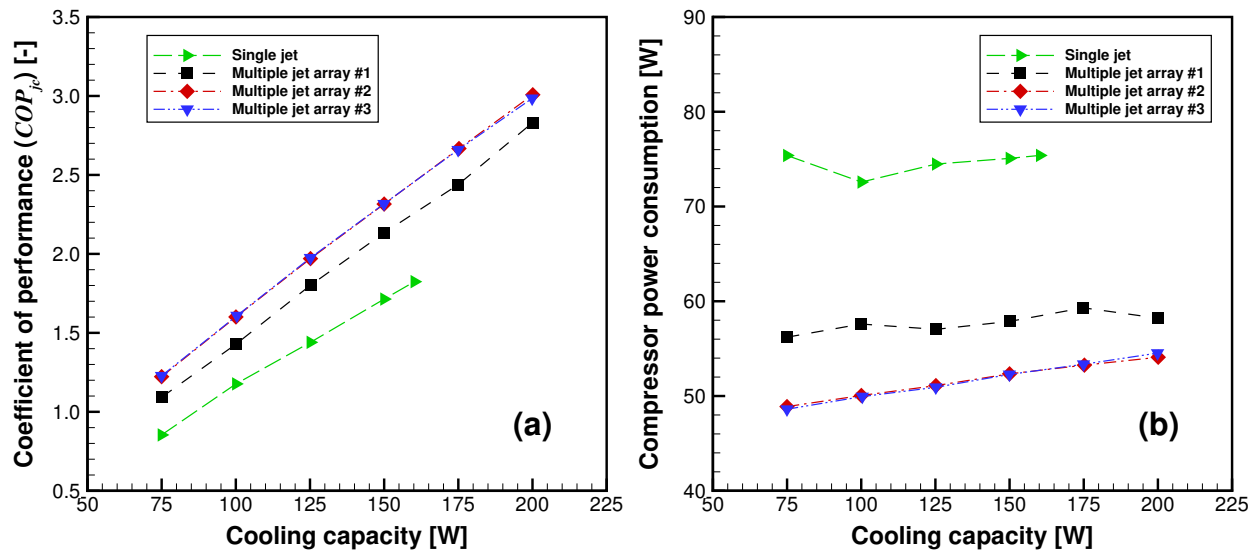 Coefficient of performance (COP_jc) [-]
3.5
3.0
2.5
2.0
1.5
1.0
0.5
50 75 100 125 150 175 200 225
Cooling capacity [W]
Single jet
Multiple jet array #1
Multiple jet array #2
Multiple jet array #3
(a)
Compressor power consumption [W]
90
80
70
60
50
40
50 75 100 125 150 175 200 225
Cooling capacity [W]
Single jet
Multiple jet array #1
Multiple jet array #2
Multiple jet array #3
(b)